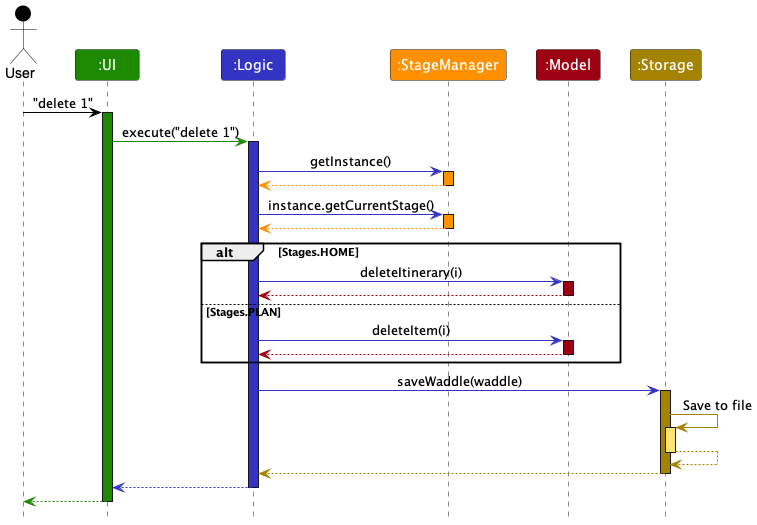 User
:UI
:Logic
:StageManager
:Model
:Storage
"delete 1"
execute("delete 1")
getInstance()
instance.getCurrentStage()
alt
[Stages.HOME]
deleteItinerary(i)
[Stages.PLAN]
deleteItem(i)
saveWaddle(waddle)
Save to file